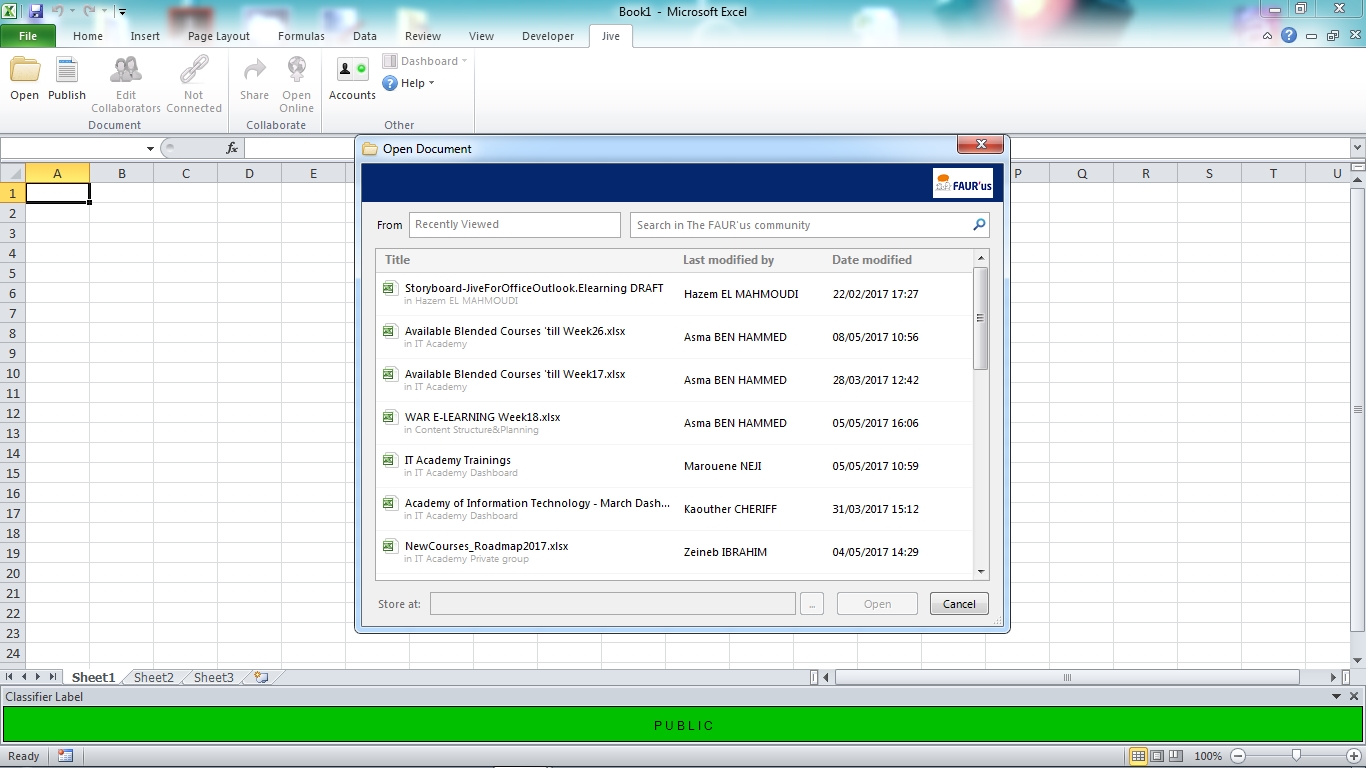 Book1 - Microsoft Excel
File Home Insert Page Layout Formulas Data Review View Developer Jive
Dashboard
Help
Open Publish Edit Collaborators Not Connected Share Open Online Accounts
Document Collaborate Other
fx
Open Document
FAUR'us
From Recently Viewed Search in The FAUR'us community
A B C D E P Q R S T U
Title Last modified by Date modified
Storyboard-JiveForOfficeOutlook.Elearning DRAFT Hazem EL MAHMOUDI 22/02/2017 17:27
in Hazem EL MAHMOUDI
Available Blended Courses 'till Week26.xlsx Asma BEN HAMMED 08/05/2017 10:56
in IT Academy
Available Blended Courses 'till Week17.xlsx Asma BEN HAMMED 28/03/2017 12:42
in IT Academy
WAR E-LEARNING Week18.xlsx Asma BEN HAMMED 05/05/2017 16:06
in Content Structure&Planning
IT Academy Trainings Marouene NEJI 05/05/2017 10:59
in IT Academy Dashboard
Academy of Information Technology - March Dash... Kaouther CHERIFF 31/03/2017 15:12
in IT Academy Dashboard
NewCourses_Roadmap2017.xlsx Zeineb IBRAHIM 04/05/2017 14:29
in IT Academy Private group
Store at: ... Open Cancel
1
2
3
4
5
6
7
8
9
10
11
12
13
14
15
16
17
18
19
20
21
22
23
24
Sheet1 Sheet2 Sheet3
Classifier Label
PUBLIC
Ready 100%